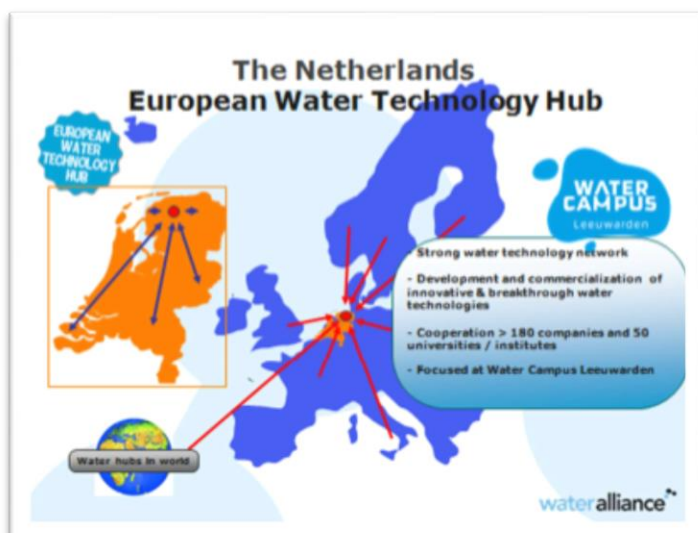 The Netherlands
European Water Technology Hub
EUROPEAN
WATER
TECHNOLOGY
HUB
WATER
CAMPUS
Leeuwarden
- Strong water technology network
- Development and commercialization of
innovative & breakthrough water
technologies
- Cooperation > 180 companies and 50
universities / institutes
- Focused at Water Campus Leeuwarden
Water hubs in world
wateralliance